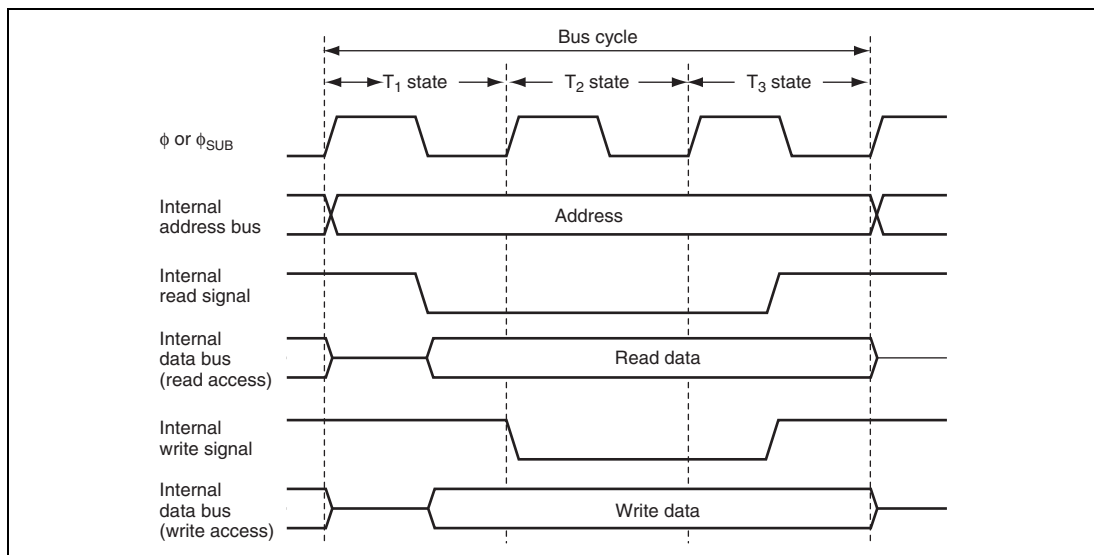 Bus cycle
T₁ state
T₂ state
T₃ state
ϕ or ϕSUB
Internal
address bus
Address
Internal
read signal
Internal
data bus
(read access)
Read data
Internal
write signal
Internal
data bus
(write access)
Write data